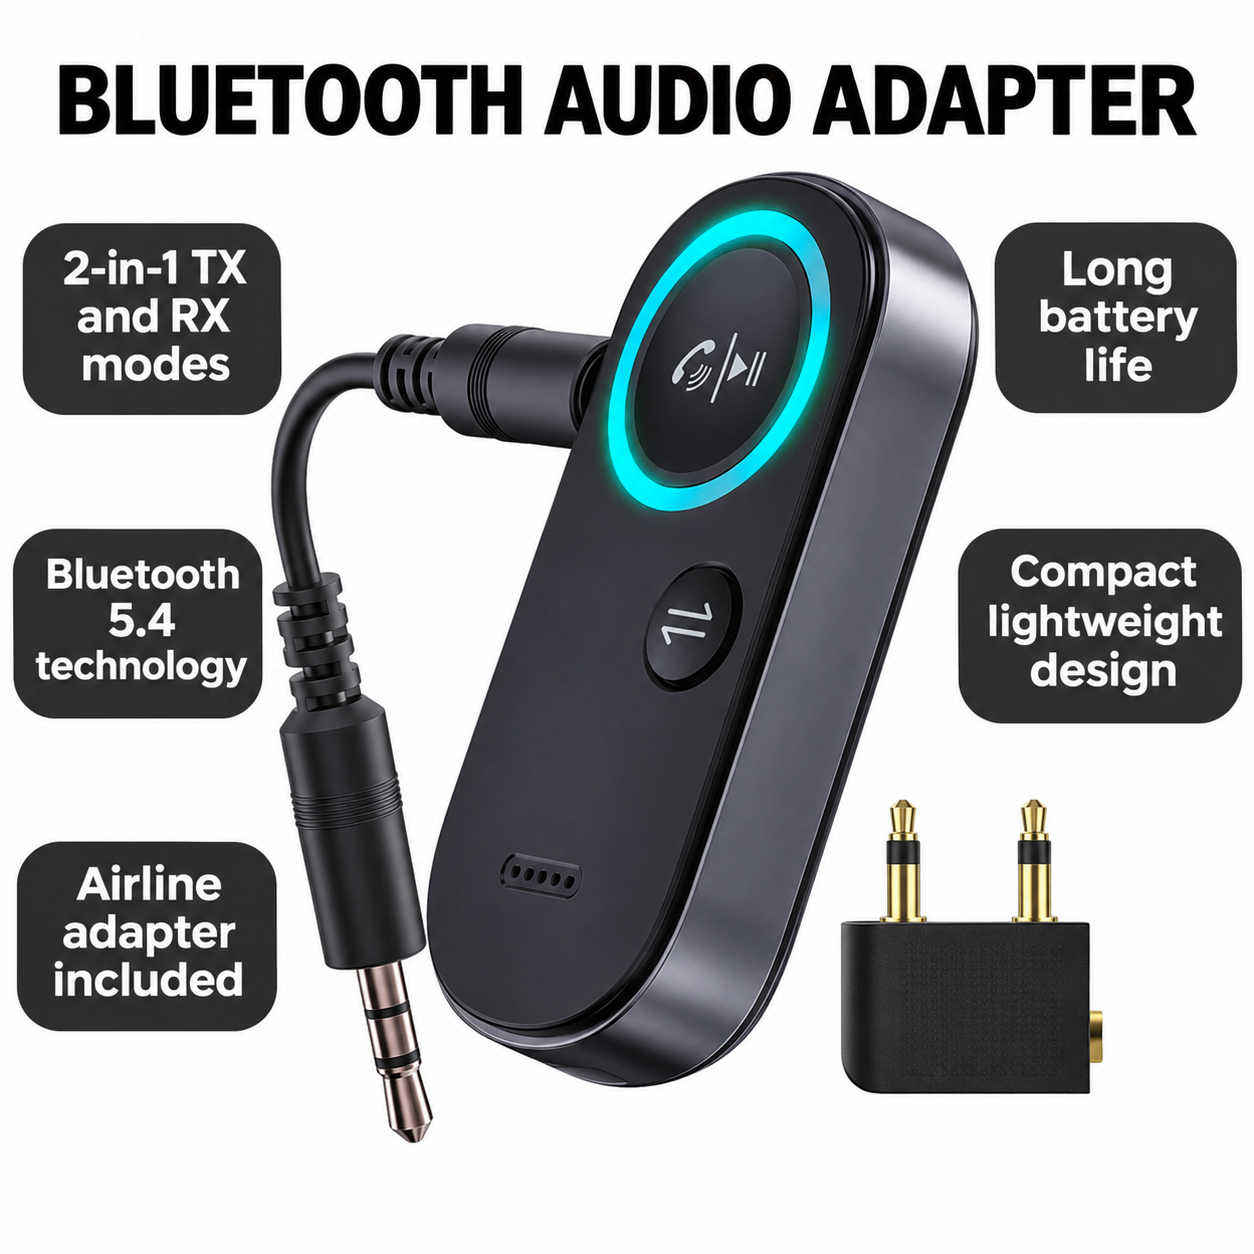 BLUETOOTH AUDIO ADAPTER
2-in-1 TX
and RX
modes
Long
battery
life
Bluetooth
5.4
technology
Compact
lightweight
design
Airline
adapter
included